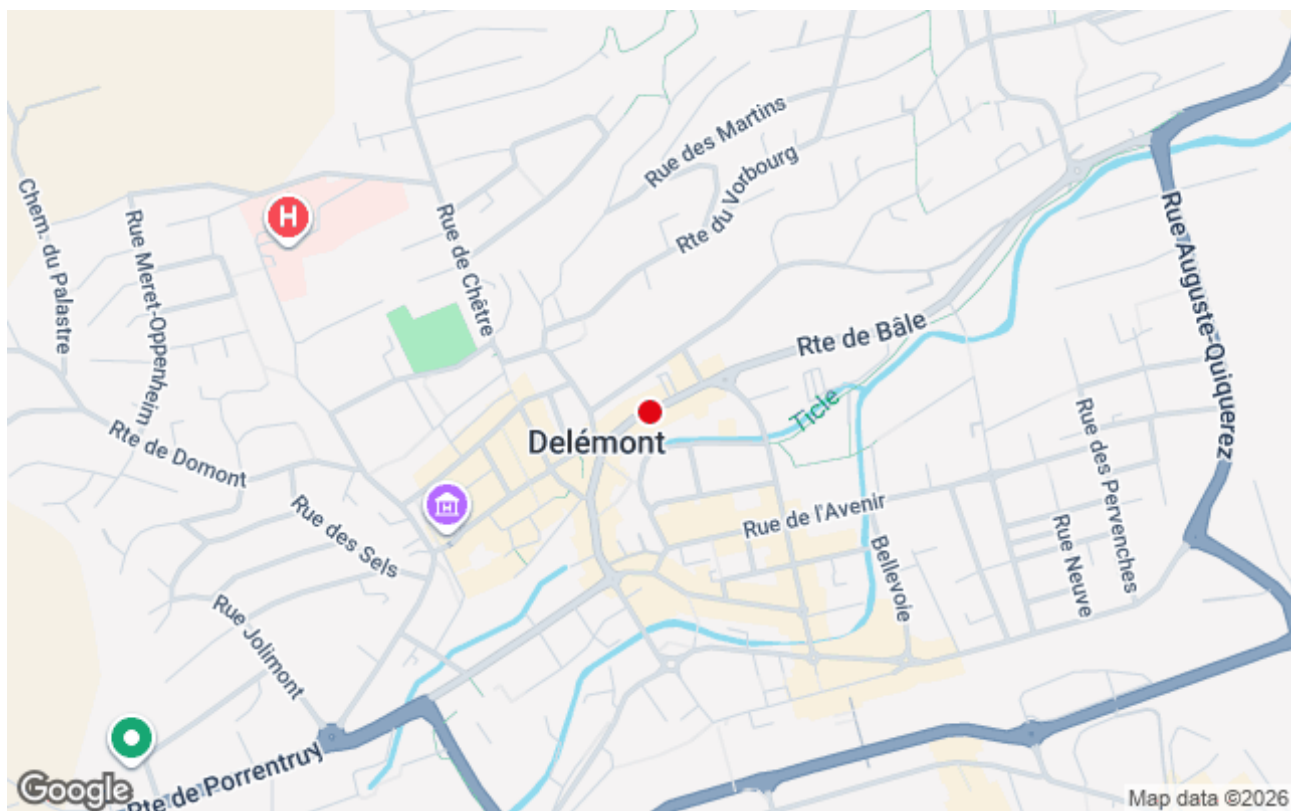 Rue des Martins
Rte du Vorbourg
Chem. du Palastre
Rue Meret-Oppenheim
H
Rue de Chêtre
Rue Auguste-Quiquerez
Rte de Bâle
Ticle
Delémont
Rte de Domont
Rue des Sels
Rue de l'Avenir
Rue des Pervenches
Rue Neuve
Bellevoie
Rue Jolimont
Rte de Porrentruy
Google
Map data ©2026